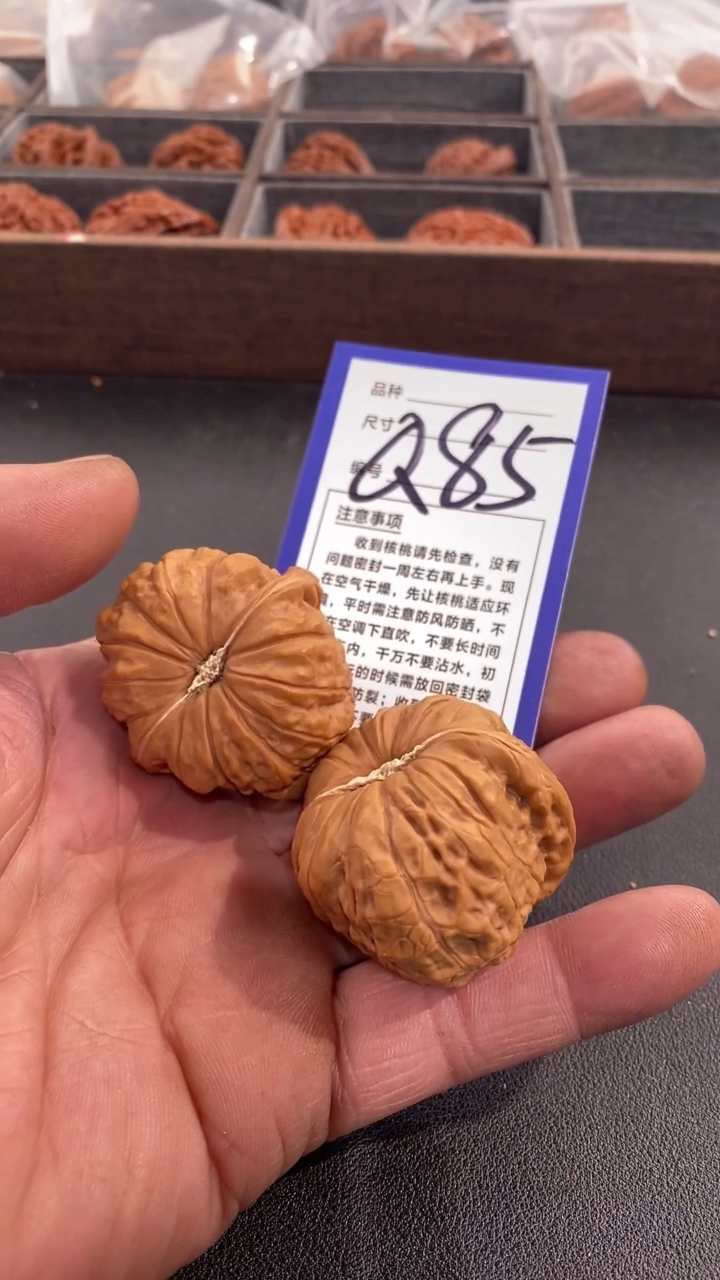 品种
尺寸
编号
Q85
注意事项
收到核桃请先检查，没有
问题密封一周左右再上手。现
在空气干燥，先让核桃适应环
，平时需注意防风防晒，不
在空调下直吹，不要长时间
内，千万不要沾水，初
的时候需放回密封袋
防裂；收
不要